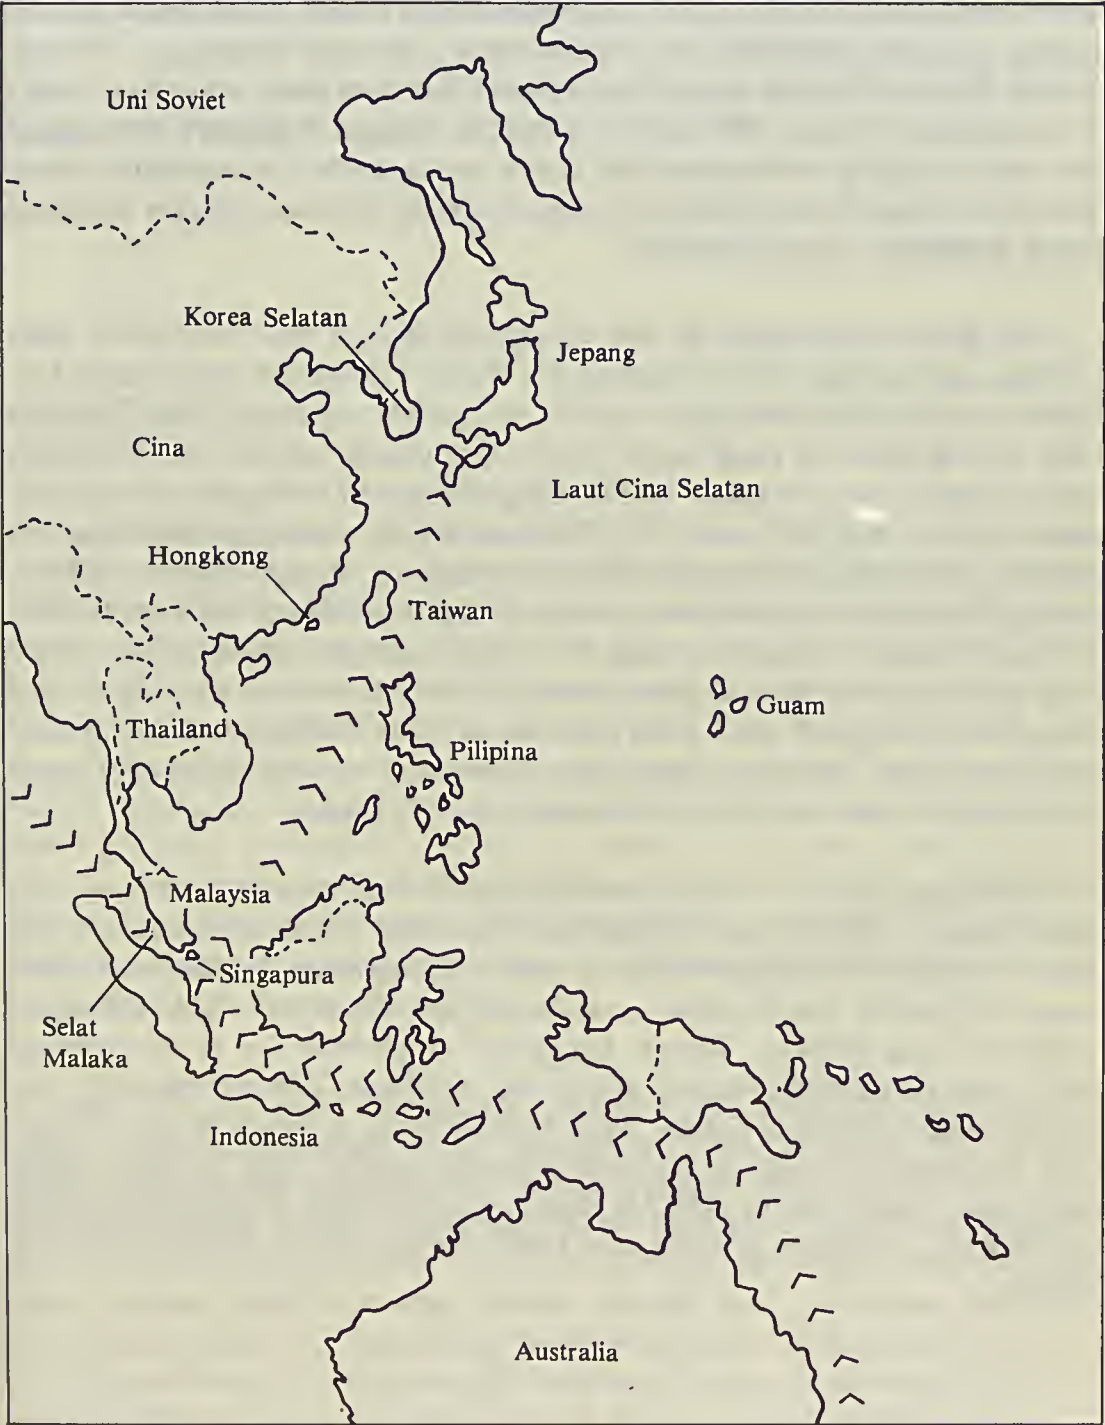 Uni Soviet
Korea Selatan
Jepang
Cina
Laut Cina Selatan
Hongkong
Taiwan
Guam
Thailand
Pilipina
Malaysia
Singapura
Selat
Malaka
Indonesia
Australia